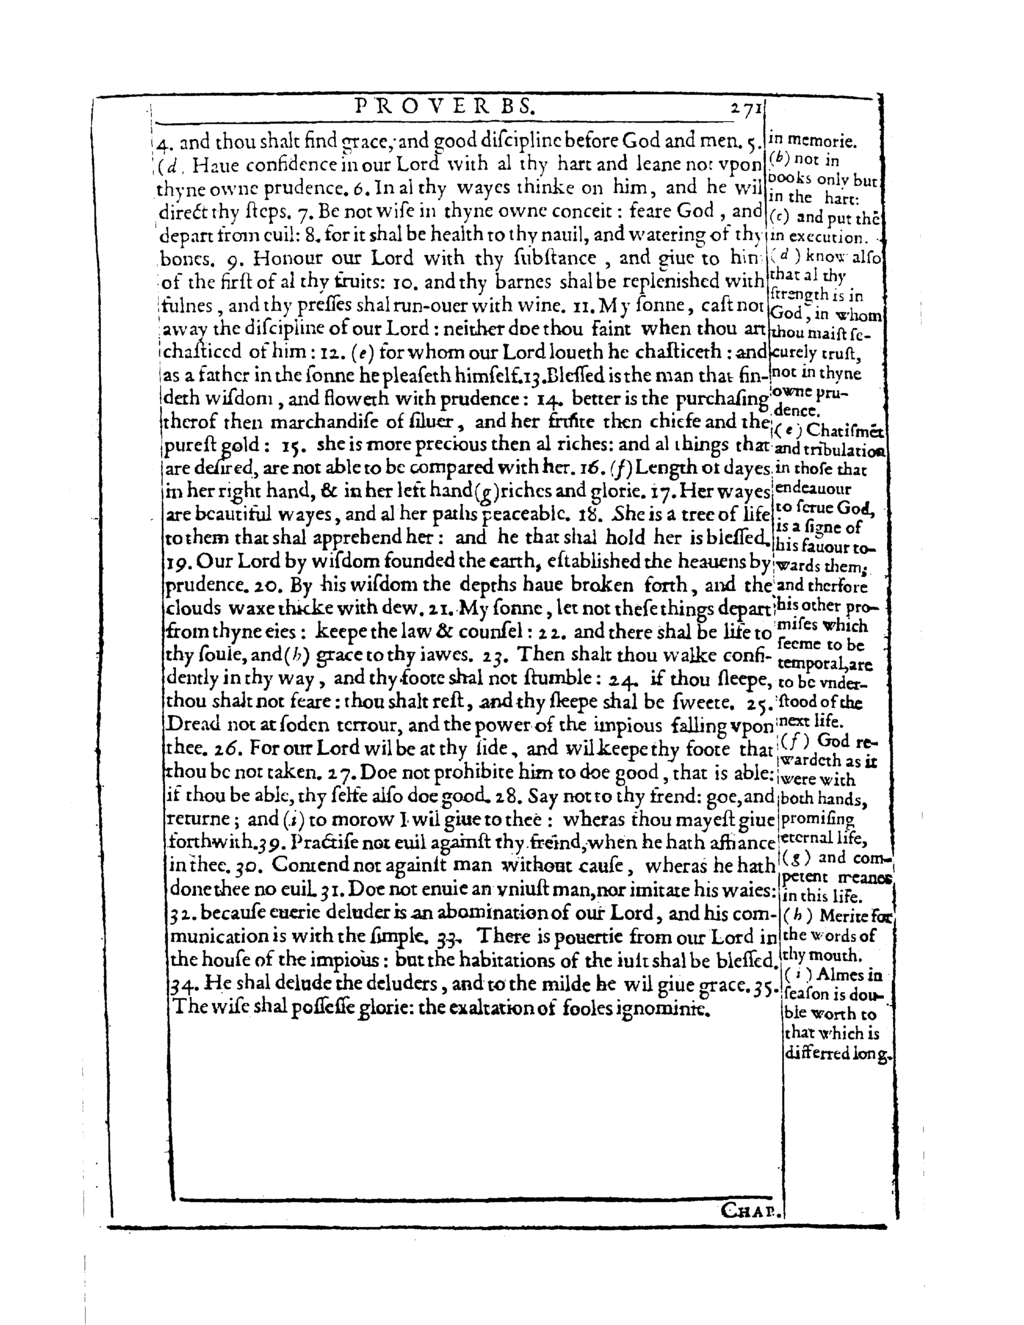 PROVERBS. 271
4. and thou shalt find grace, and good diſcipline before God and men. 5.
(d. Haue confidence in our Lord with al thy hart and leane not vpon
thyne owne prudence. 6. In al thy wayes thinke on him, and he wil
direct thy ſteps. 7. Be not wiſe in thyne owne conceit : feare God , and
depart from euil: 8. for it shal be health to thy nauil, and watering of thy
bones. 9. Honour our Lord with thy ſubſtance , and giue to him
of the firſt of al thy fruits: 10. and thy barnes shal be replenished with
fulnes , and thy preſſes shal run-ouer with wine. 11. My ſonne, caſt not
away the diſcipline of our Lord : neither doe thou faint when thou art
chaſticed of him : 12. (e) for whom our Lord loueth he chaſticeth : and
as a father in the ſonne he pleaſeth himſelf. 13. Bleſſed is the man that fin-
deth wiſdom , and floweth with prudence : 14. better is the purchaſing
therof then marchandiſe of ſiluer , and her fruite then chiefe and the
pureſt gold : 15. she is more precious then al riches: and al things that
are deſired, are not able to be compared with her. 16. (f) Length of dayes
in her right hand, & in her left hand (g) riches and glorie. 17. Her wayes
are beautiful wayes, and al her paths peaceable. 18. She is a tree of life
to them that shal apprehend her : and he that shal hold her is bleſſed.
19. Our Lord by wiſdom founded the earth, eſtablished the heauens by
prudence. 20. By his wiſdom the depths haue broken forth, and the
clouds waxe thicke with dew. 21. My ſonne, let not theſe things depart
from thyne eies : keepe the law & counſel : 22. and there shal be life to
thy ſoule, and (h) grace to thy iawes. 23. Then shalt thou walke confi-
dently in thy way , and thy foote shal not ſtumble : 24. if thou ſleepe,
thou shalt not feare : thou shalt reſt, and thy ſleepe shal be ſweete. 25.
Dread not at ſoden terrour, and the power of the impious falling vpon
thee. 26. For our Lord wil be at thy ſide, and wil keepe thy foote that
thou be not taken. 27. Doe not prohibite him to doe good , that is able:
if thou be able, thy ſelfe alſo doe good. 28. Say not to thy frend: goe, and
returne ; and (i) to morow I wil giue to thee : wheras thou mayeſt giue
forthwith. 39. Practiſe not euil againſt thy freind, when he hath affiance
in thee. 30. Contend not againſt man without cauſe , wheras he hath
done thee no euil. 31. Doe not enuie an vniuſt man, nor imitate his waies:
32. becauſe euerie deluder is an abomination of our Lord, and his com-
munication is with the ſimple. 33. There is pouertie from our Lord in
the houſe of the impious : but the habitations of the iuſt shal be bleſſed.
34. He shal delude the deluders , and to the milde he wil giue grace. 35.
The wiſe shal poſſeſſe glorie: the exaltation of fooles ignominie.
in memorie.
(b) not in
books only but
in the hart:
(c) and put thē
in execution.
(d) know alſo
that al thy
ſtrength is in
God, in whom
thou maiſt ſe-
curely truſt,
not in thyne
owne pru-
dence.
(e) Chatiſmēt
and tribulation
in thoſe that
endeauour
to ſerue God,
is a ſigne of
his fauour to-
wards them;
and therfore
his other pro-
miſes which
ſeeme to be
temporal, are
to be vnder-
ſtood of the
next life.
(f) God re-
wardeth as it
were with
both hands,
promiſing
eternal life,
(g) and com-
petent meanes
in this life.
(h) Merite for
the words of
thy mouth.
(i) Almes in
ſeaſon is dou-
ble worth to
that which is
differred long.
CHAP.